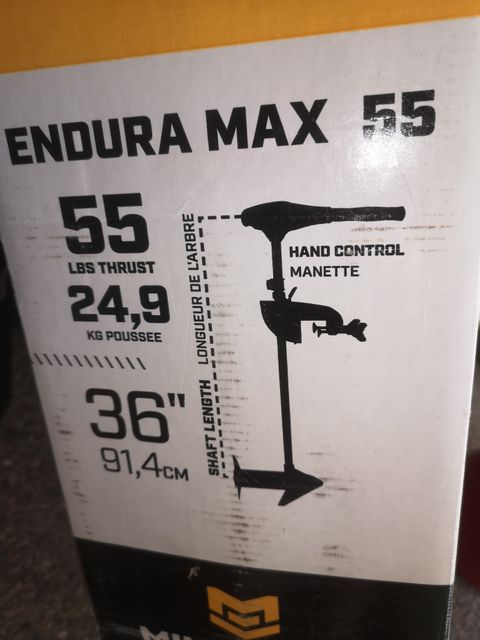 ENDURA MAX 55
55
LBS THRUST
24,9
KG POUSSEE
36"
91,4CM
SHAFT LENGTH LONGUEUR DE L'ARBRE
HAND CONTROL
MANETTE